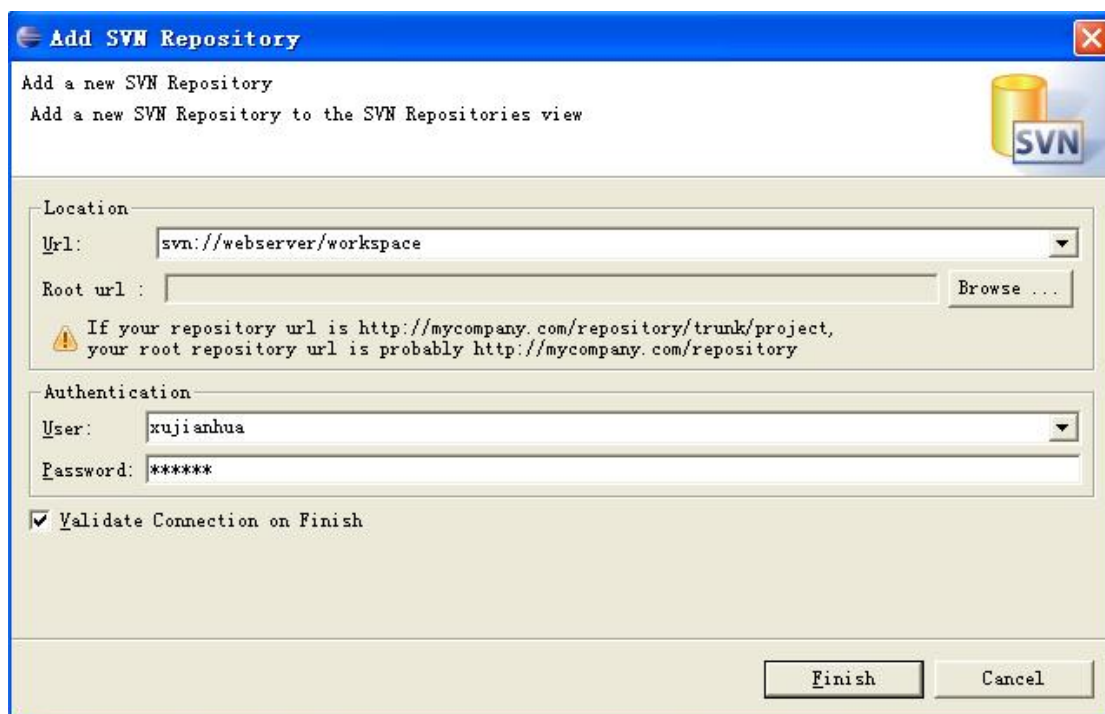 Add SVN Repository
Add a new SVN Repository
Add a new SVN Repository to the SVN Repositories view
SVN
Location
Url: svn://webserver/workspace
Root url : Browse ...
If your repository url is http://mycompany.com/repository/trunk/project,
your root repository url is probably http://mycompany.com/repository
Authentication
User: xujianhua
Password: ******
Validate Connection on Finish
Finish Cancel